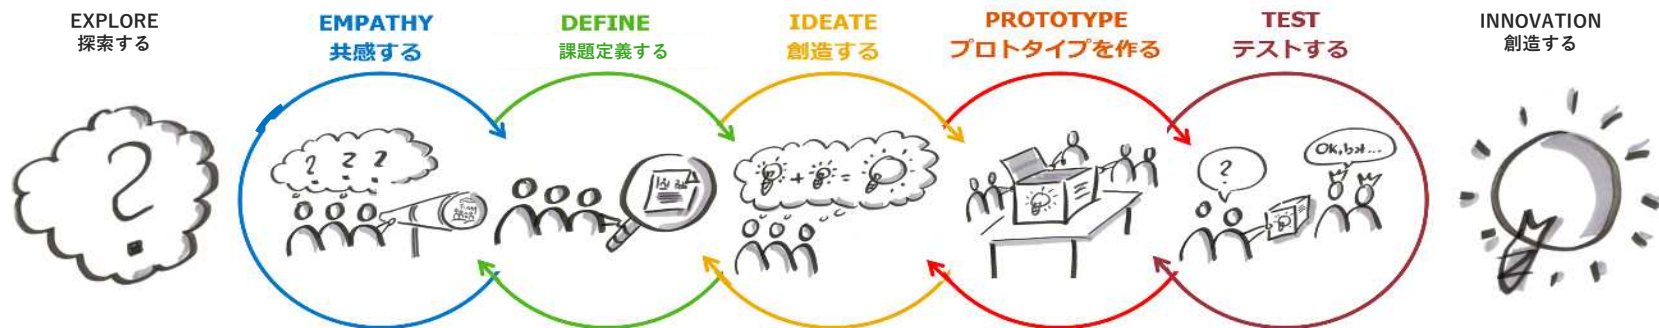 EXPLORE
探索する
EMPATHY
共感する
DEFINE
課題定義する
IDEATE
創造する
PROTOTYPE
プロトタイプを作る
TEST
テストする
INNOVATION
創造する
? ? ?
+ =
?
OK, but...
?